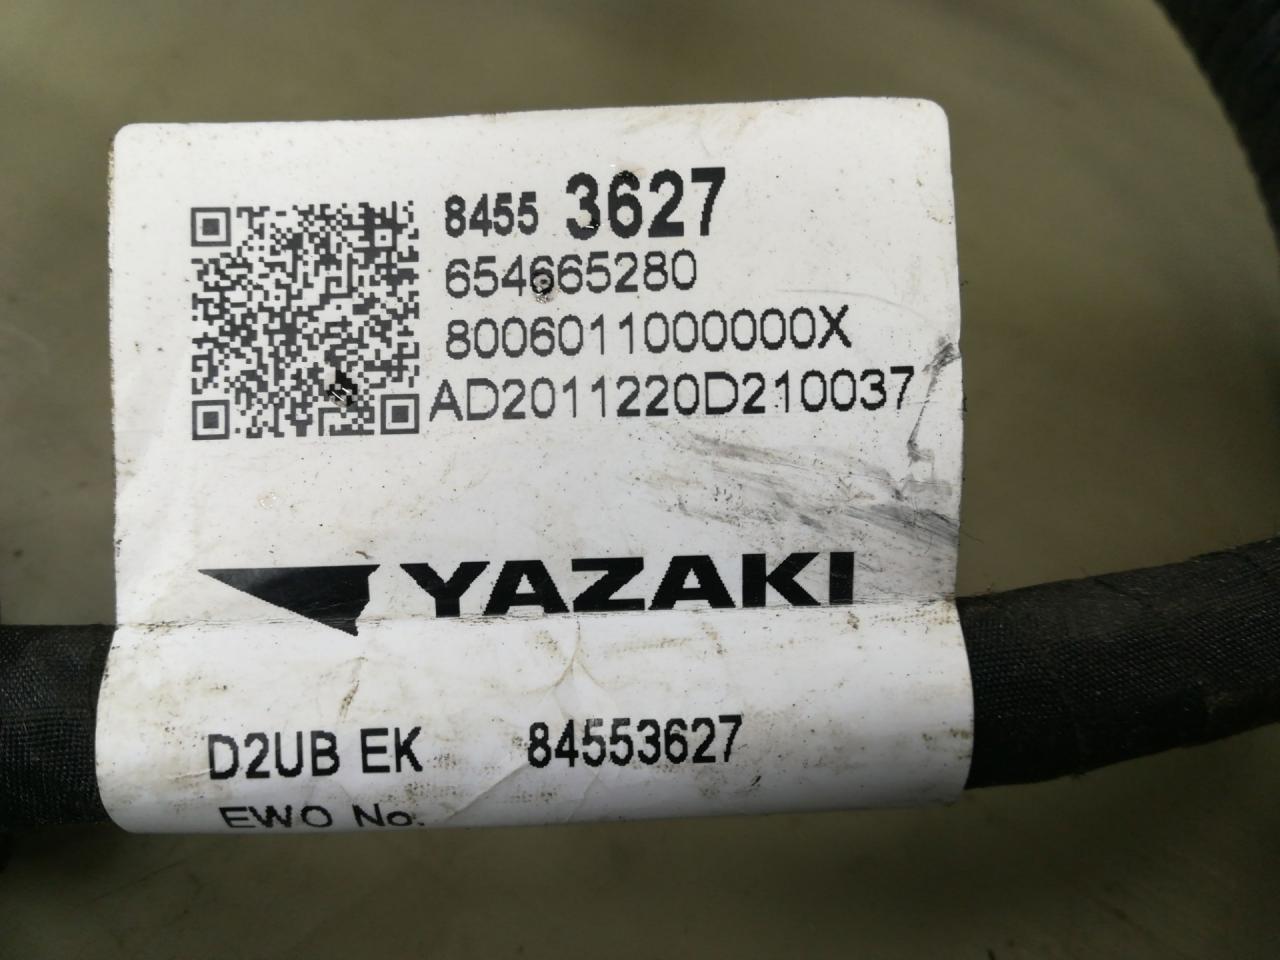 8455 3627
654665280
8006011000000X
AD2011220D210037
YAZAKI
D2UB EK 84553627
EWO No.